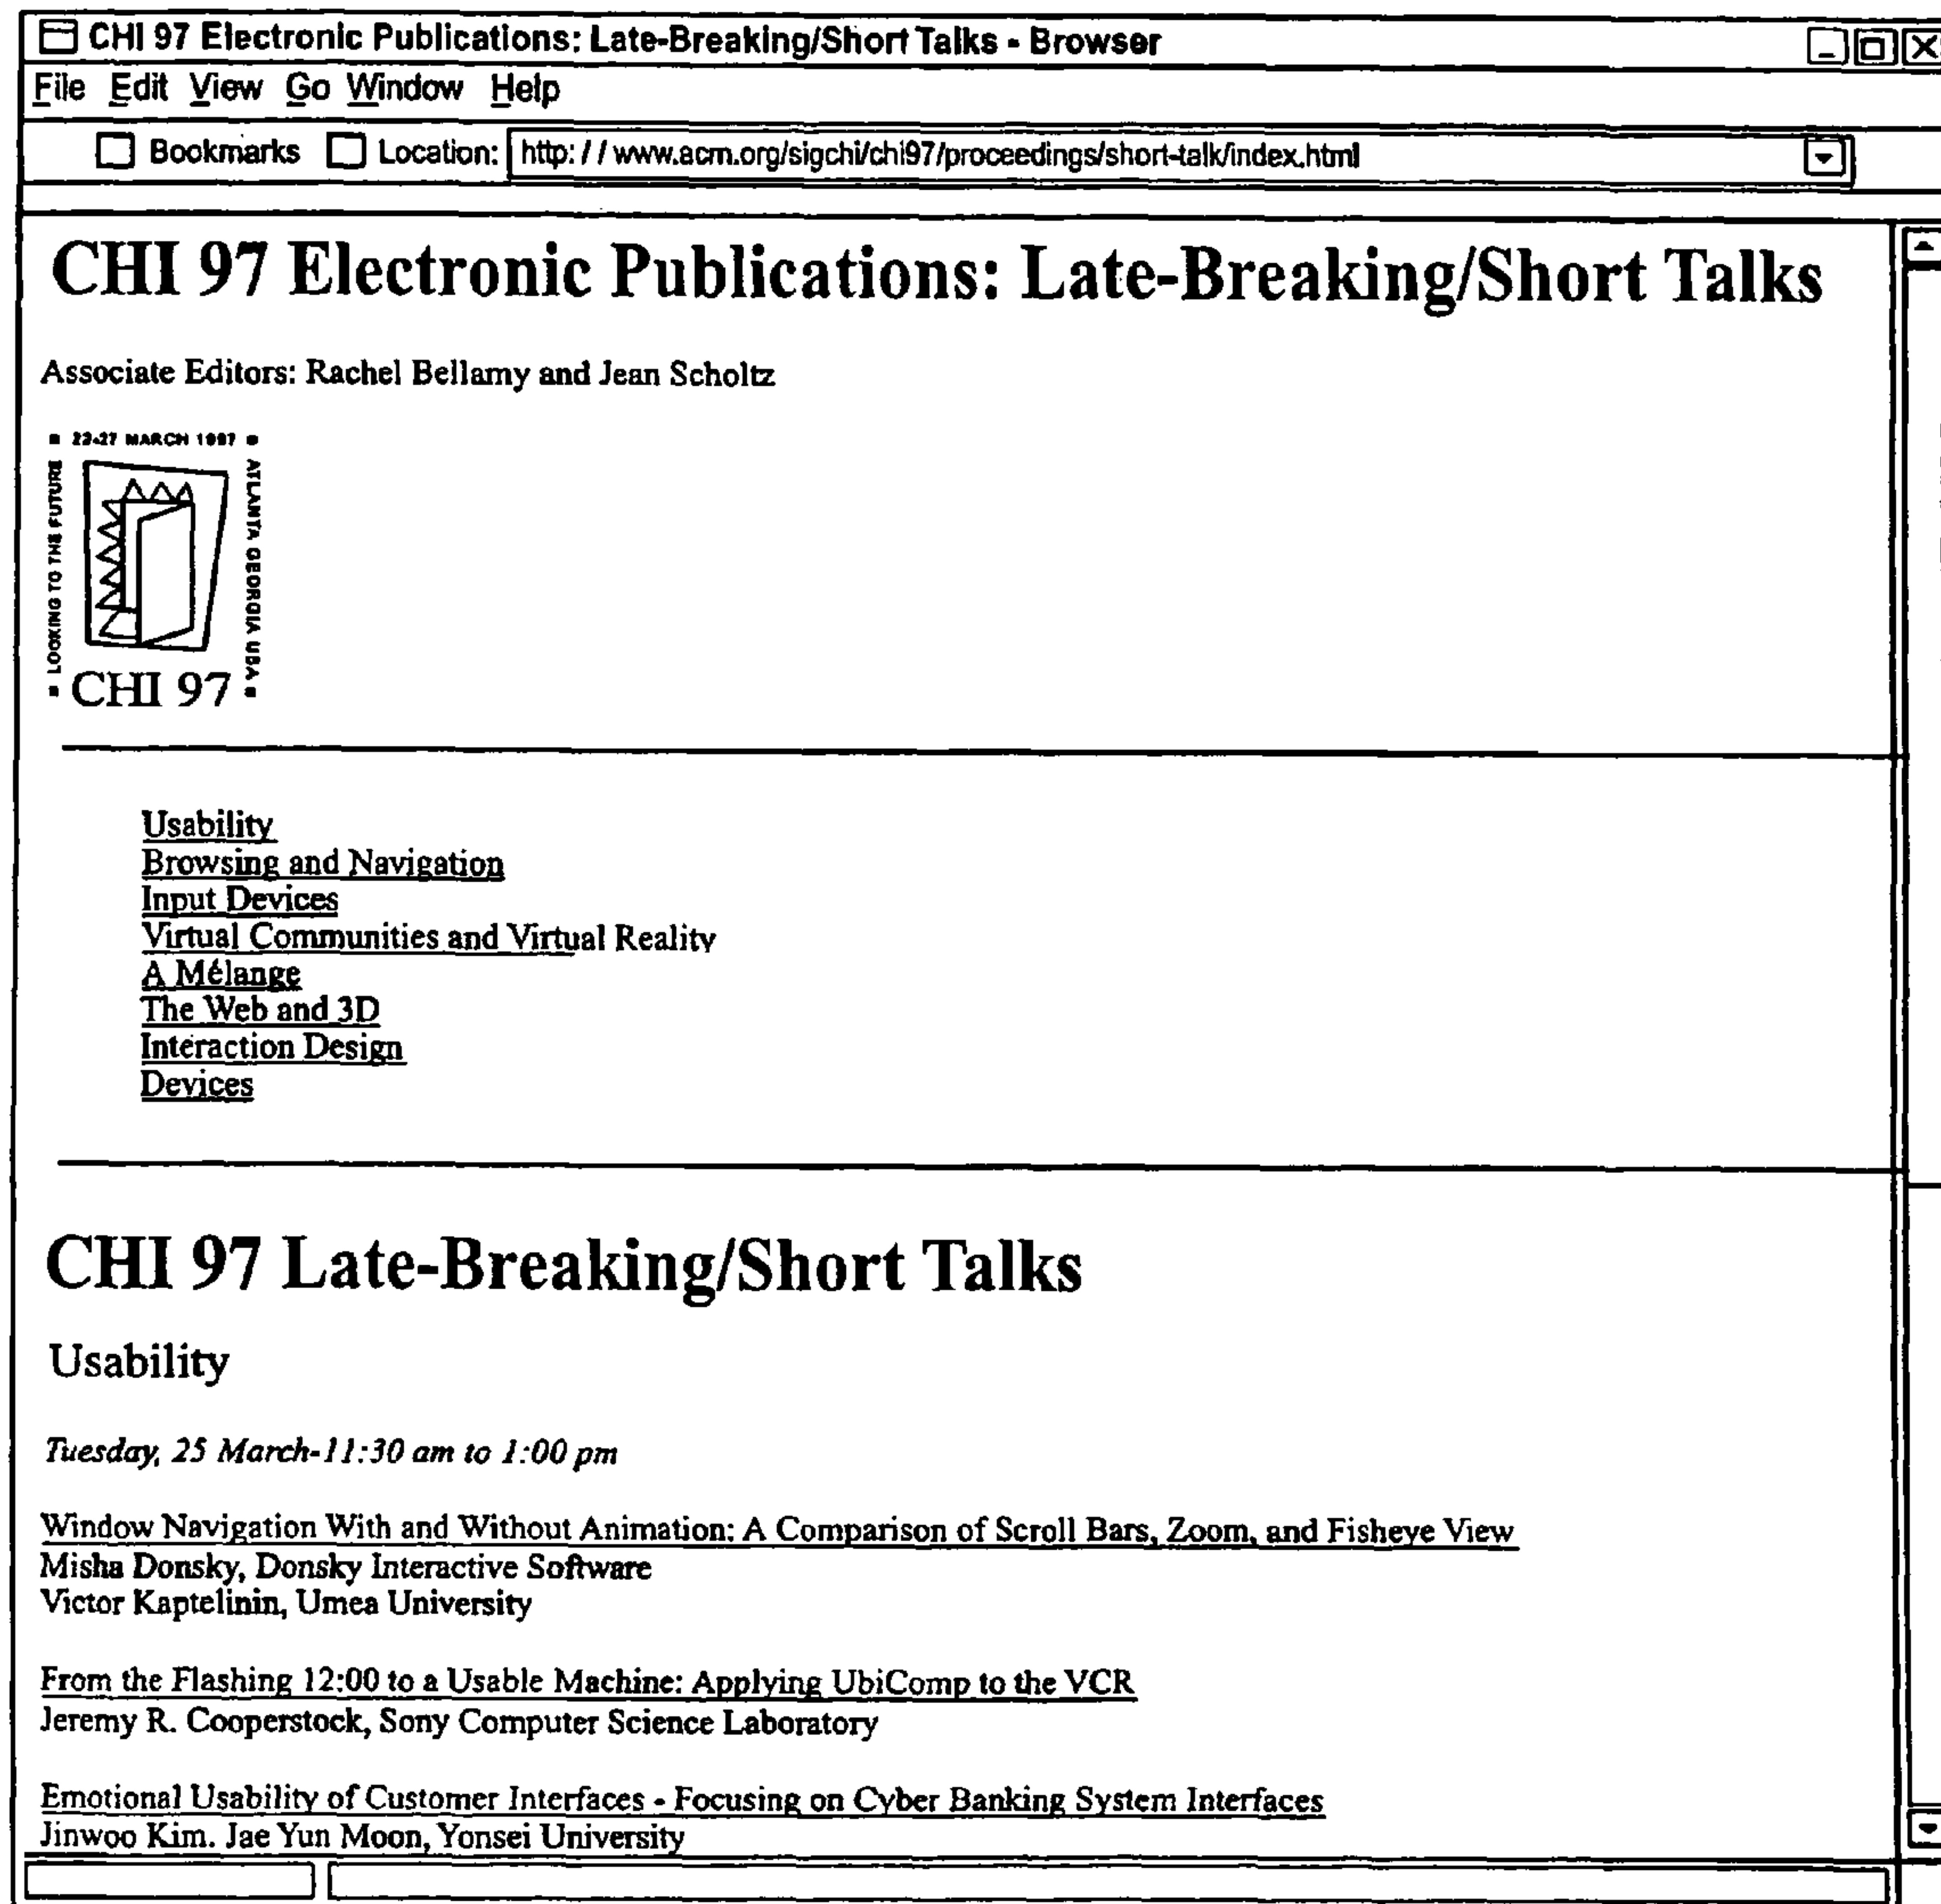 CHI 97 Electronic Publications: Late-Breaking/Short Talks - Browser
File Edit View Go Window Help
Bookmarks Location: http: / / www.acm.org/sigchi/chi97/proceedings/short-talk/index.html
CHI 97 Electronic Publications: Late-Breaking/Short Talks
Associate Editors: Rachel Bellamy and Jean Scholtz
22-27 MARCH 1997
LOOKING TO THE FUTURE
ATLANTA GEORGIA USA
CHI 97
Usability
Browsing and Navigation
Input Devices
Virtual Communities and Virtual Reality
A Mélange
The Web and 3D
Interaction Design
Devices
CHI 97 Late-Breaking/Short Talks
Usability
Tuesday, 25 March-11:30 am to 1:00 pm
Window Navigation With and Without Animation: A Comparison of Scroll Bars, Zoom, and Fisheye View
Misha Donsky, Donsky Interactive Software
Victor Kaptelinin, Umea University
From the Flashing 12:00 to a Usable Machine: Applying UbiComp to the VCR
Jeremy R. Cooperstock, Sony Computer Science Laboratory
Emotional Usability of Customer Interfaces - Focusing on Cyber Banking System Interfaces
Jinwoo Kim. Jae Yun Moon, Yonsei University